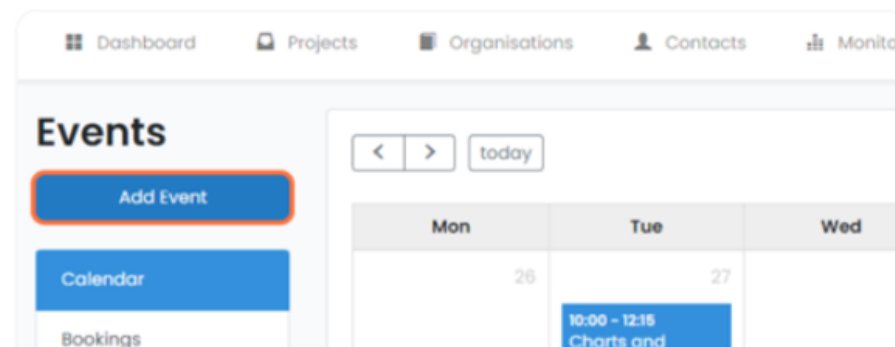 Dashboard Projects Organisations Contacts
Events
< > today
Add Event
Mon Tue Wed
Calendar
26 27
10:00 - 12:15
Charts and
Bookings